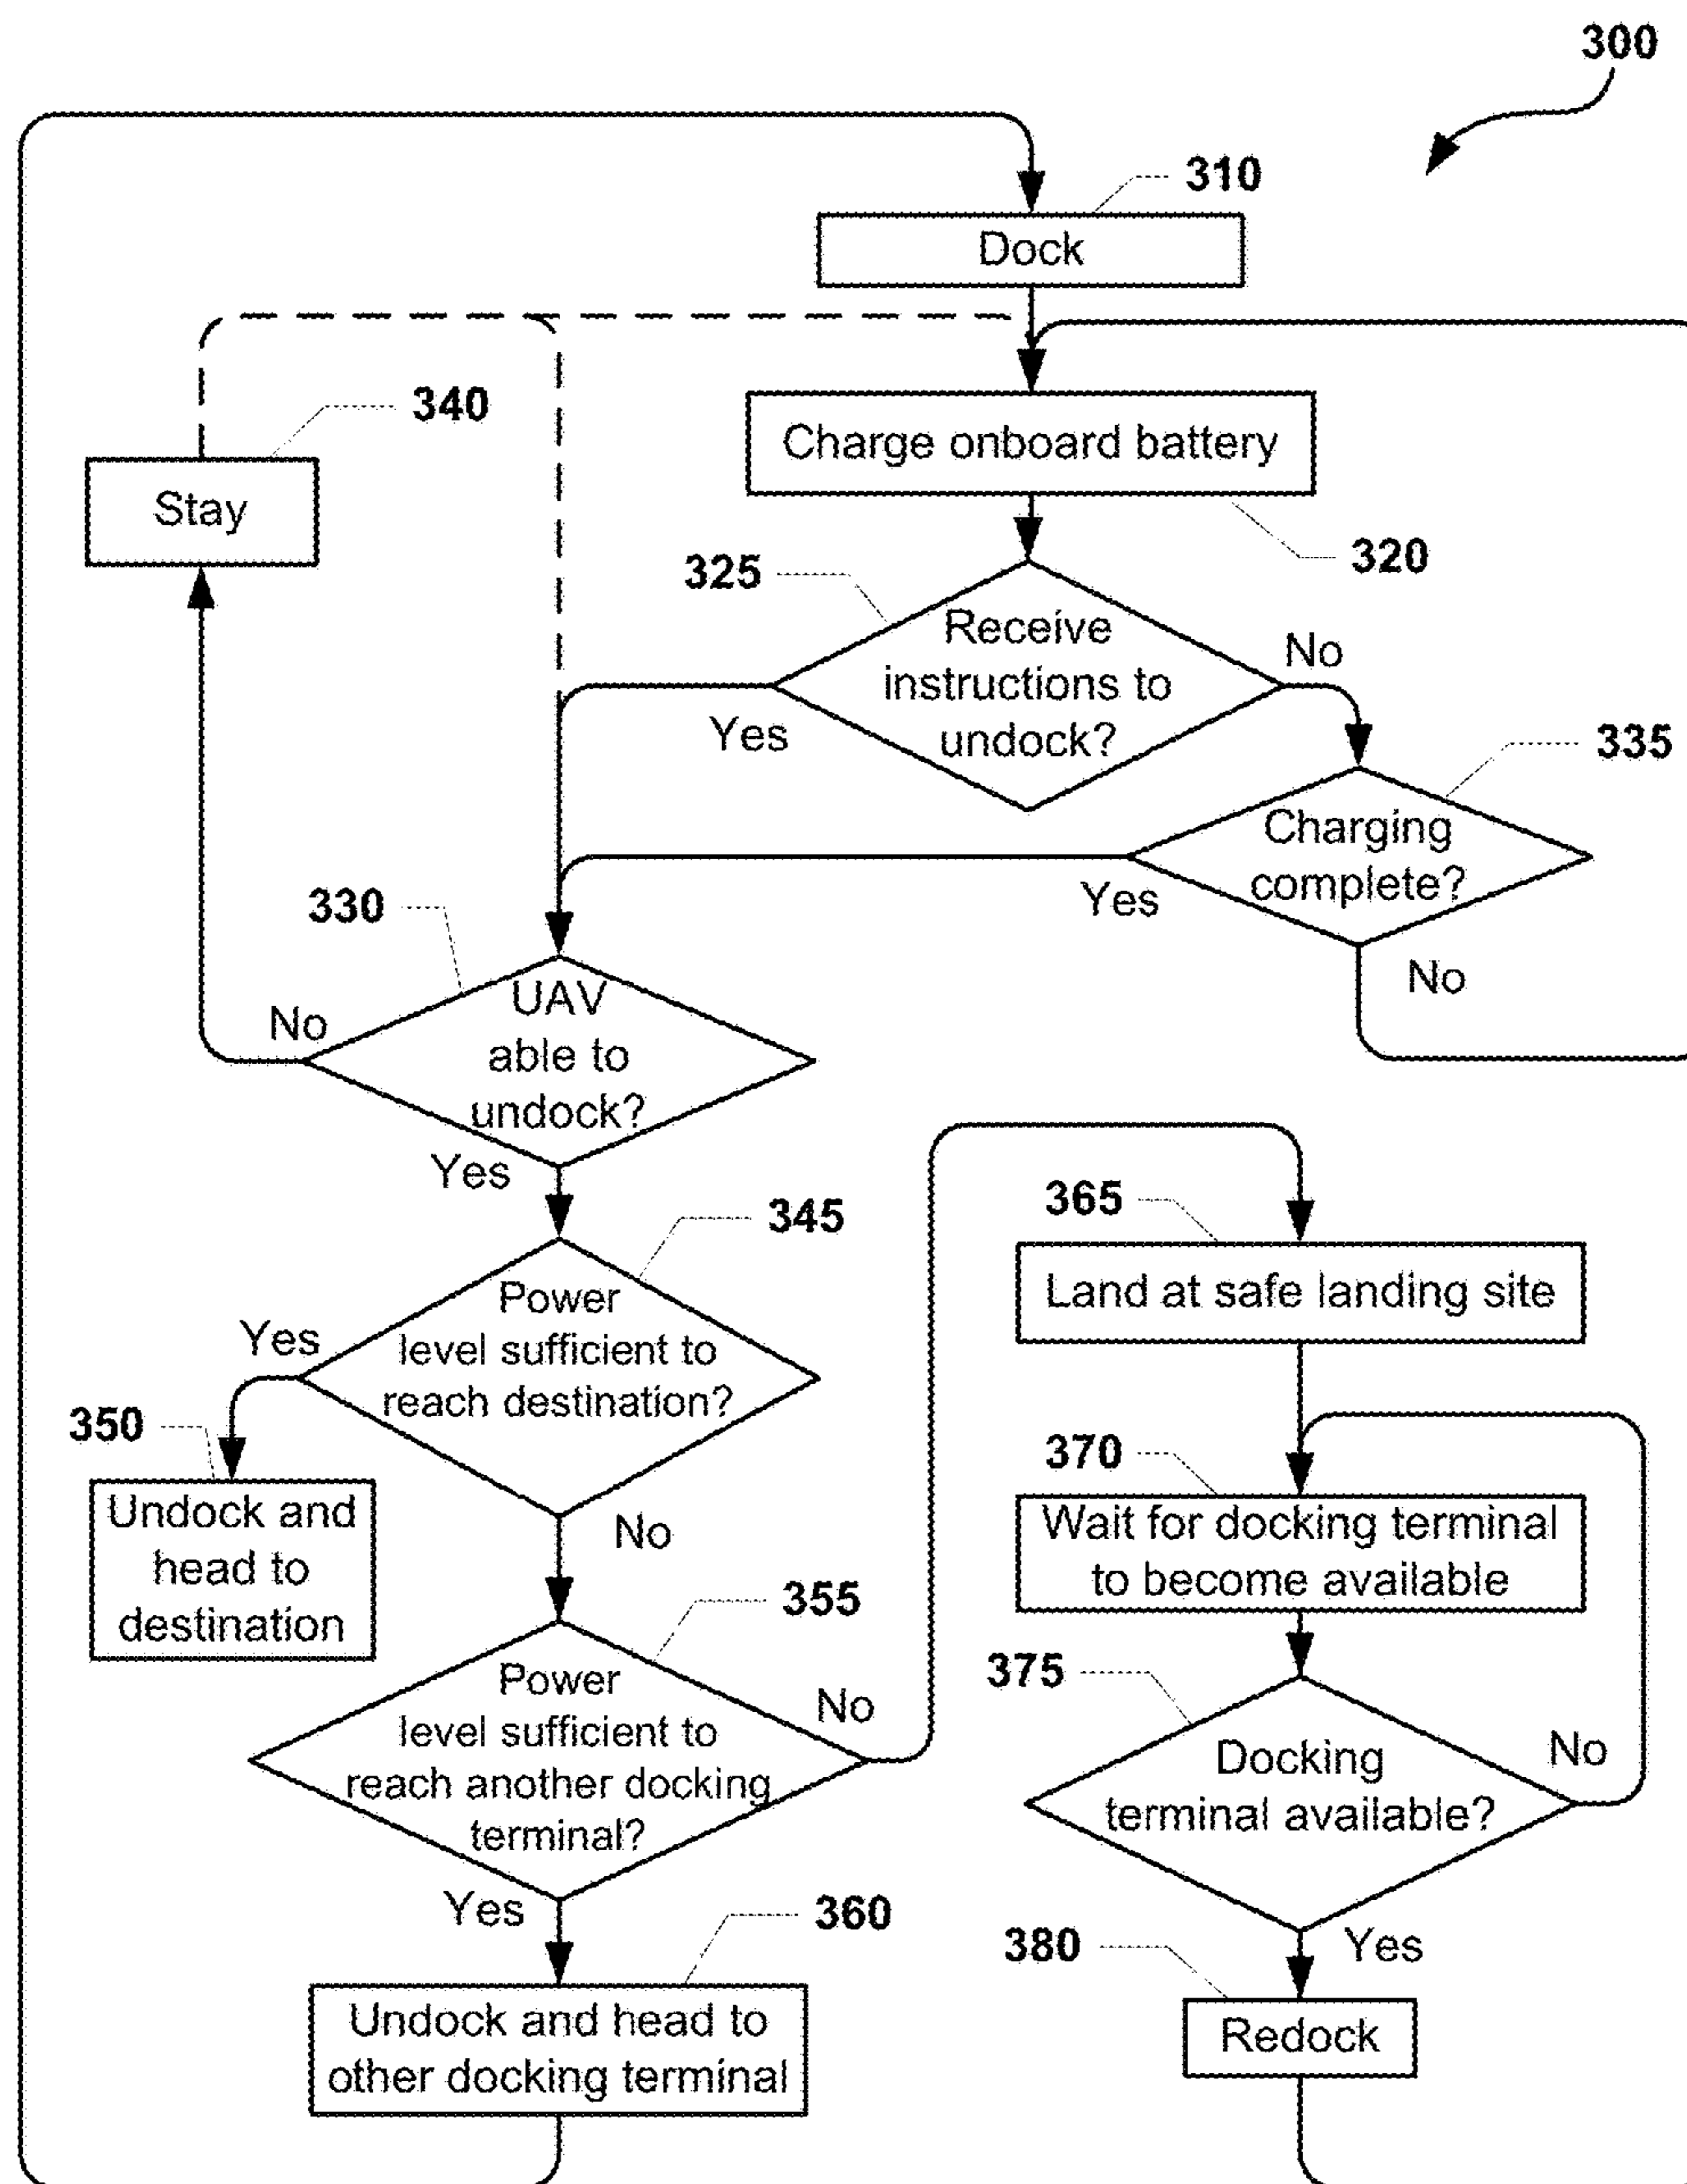 300
310
Dock
340
Stay
Charge onboard battery
320
325
Receive
instructions to
undock?
No
Yes
335
Charging
complete?
Yes
No
330
UAV
able to
undock?
No
Yes
345
Power
level sufficient to
reach destination?
Yes
No
350
Undock and
head to
destination
355
Power
level sufficient to
reach another docking
terminal?
No
Yes
360
Undock and head to
other docking terminal
365
Land at safe landing site
370
Wait for docking terminal
to become available
375
Docking
terminal available?
No
Yes
380
Redock